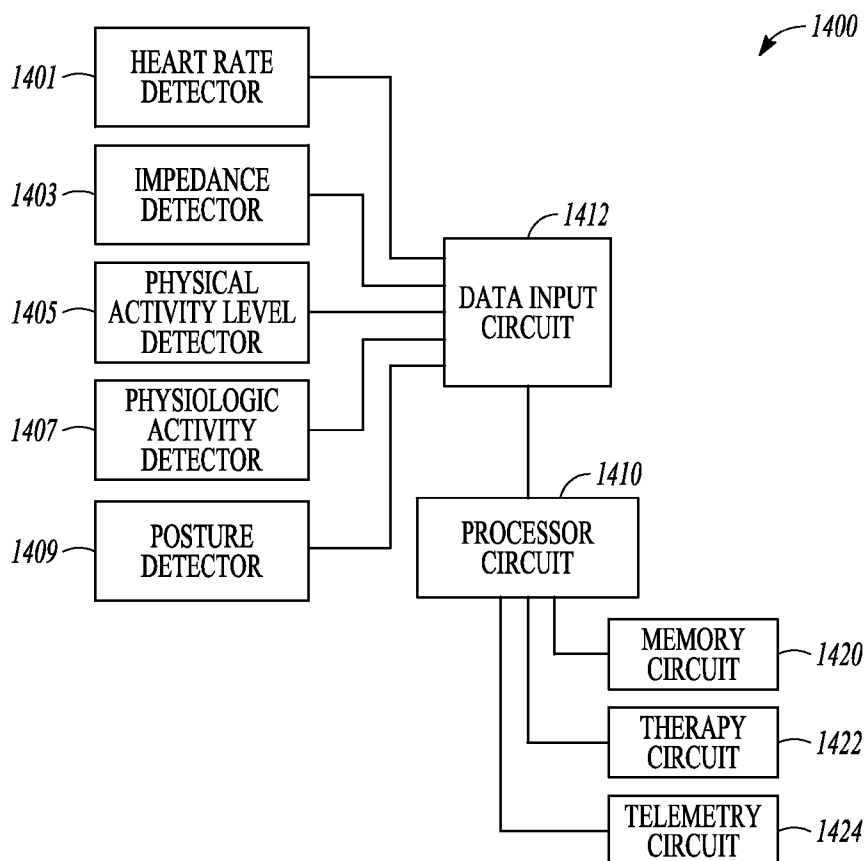 1400
1401
HEART RATE
DETECTOR
1403
IMPEDANCE
DETECTOR
1405
PHYSICAL
ACTIVITY LEVEL
DETECTOR
1407
PHYSIOLOGIC
ACTIVITY
DETECTOR
1409
POSTURE
DETECTOR
1412
DATA INPUT
CIRCUIT
1410
PROCESSOR
CIRCUIT
MEMORY
CIRCUIT
1420
THERAPY
CIRCUIT
1422
TELEMETRY
CIRCUIT
1424